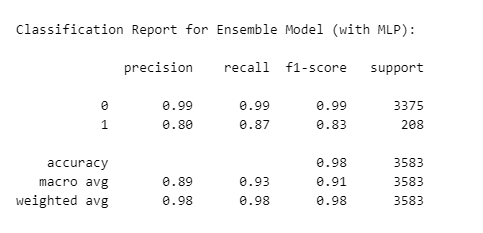 Classification Report for Ensemble Model (with MLP):
precision recall f1-score support
0 0.99 0.99 0.99 3375
1 0.80 0.87 0.83 208
accuracy 0.98 3583
macro avg 0.89 0.93 0.91 3583
weighted avg 0.98 0.98 0.98 3583